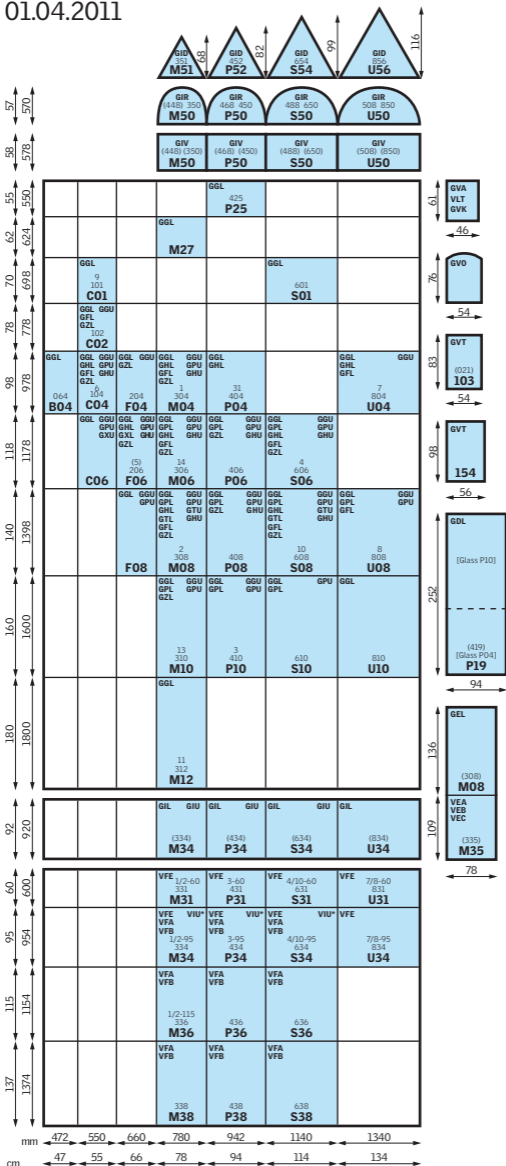 01.04.2011
GID 351 M51
68
GID 452 P52
82
GID 654 S54
99
GID 856 U56
116
57 570
GIR (448) 350 M50
GIR 468 450 P50
GIR 488 650 S50
GIR 508 850 U50
58 578
GIV (448) (350) M50
GIV (468) (450) P50
GIV (488) (650) S50
GIV (508) (850) U50
55 550
GGL 425 P25
62 624
GGL M27
70 698
GGL 9 101 C01
GGL 601 S01
78 778
GGL GGU
GFL
GZL
102 C02
98 978
GGL 064 B04
GGL GGU
GHL GPU
GFL GHU
GZL
6 104 C04
GGL GGU
GZL
204 F04
GGL GGU
GHL GPU
GFL GHU
GZL
1 304 M04
GGL
GHL
31 404 P04
GGL GGU
GHL
GFL
7 804 U04
118 1178
GGL GGU
GPU
GXU
C06
GGL GGU
GHL GPU
GXL GHU
GZL
(5) 206 F06
GGL GGU
GPL GPU
GHL GHU
GFL
GZL
14 306 M06
GGL GGU
GPL GPU
GZL GHU
406 P06
GGL GGU
GPL GPU
GHL GHU
GFL
GZL
4 606 S06
140 1398
GGL GGU
GPU
F08
GGL GGU
GPL GPU
GHL GTU
GTL GHU
GFL
GZL
2 308 M08
GGL GGU
GPL GPU
GHU
408 P08
GGL GGU
GPL GPU
GHL GTU
GTL GHU
GFL
GZL
10 608 S08
GGL GGU
GPL GPU
GFL
8 808 U08
160 1600
GGL GGU
GPL GPU
GZL
13 310 M10
GGL GGU
GPL GPU
3 410 P10
GGL GPU
GPL
610 S10
GGL
810 U10
180 1800
GGL
11 312 M12
92 920
GIL GIU (334) M34
GIL GIU (434) P34
GIL GIU (634) S34
GIL (834) U34
60 600
VFE 1/2-60 331 M31
VFE 3-60 431 P31
VFE 4/10-60 631 S31
VFE 7/8-60 831 U31
95 954
VFE VIU*
VFA
VFB
1/2-95 334 M34
VFE VIU*
VFA
VFB
3-95 434 P34
VFE VIU*
VFA
VFB
4/10-95 634 S34
VFE
7/8-95 834 U34
115 1154
VFA
VFB
1/2-115 336 M36
VFA
VFB
436 P36
VFA
VFB
636 S36
137 1374
VFA
VFB
338 M38
VFA
VFB
438 P38
VFA
VFB
638 S38
mm 472 550 660 780 942 1140 1340
cm 47 55 66 78 94 114 134
61
GVA
VLT
GVK
46
76
GVO
54
83
GVT
(021)
103
54
98
GVT
154
56
252
GDL
[Glass P10]
(419)
[Glass P04]
P19
94
136
GEL
(308)
M08
109
VEA
VEB
VEC
(335)
M35
78